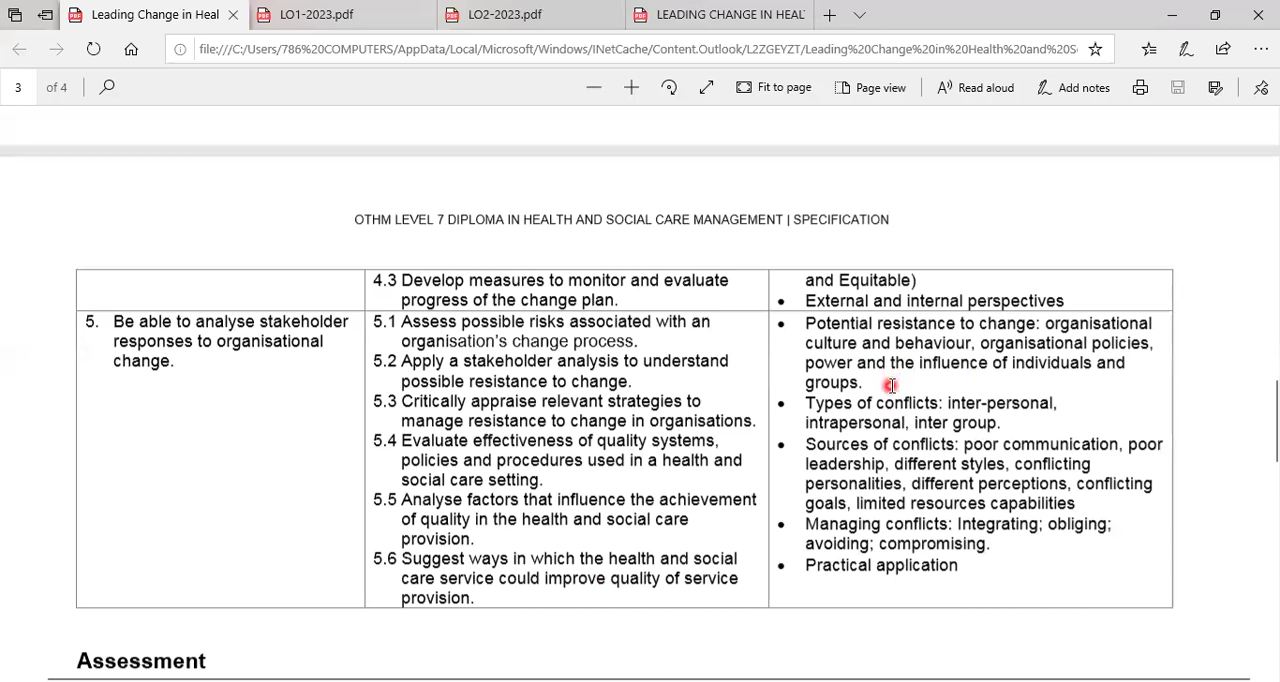 Leading Change in Heal
LO1-2023.pdf
LO2-2023.pdf
LEADING CHANGE IN HEAL
file:///C:/Users/786%20COMPUTERS/AppData/Local/Microsoft/Windows/INetCache/Content.Outlook/L2ZGEYZT/Leading%20Change%20in%20Health%20and%20S
3 of 4
Fit to page
Page view
Read aloud
Add notes
OTHM LEVEL 7 DIPLOMA IN HEALTH AND SOCIAL CARE MANAGEMENT | SPECIFICATION
4.3 Develop measures to monitor and evaluate
progress of the change plan.
and Equitable)
• External and internal perspectives
5. Be able to analyse stakeholder
responses to organisational
change.
5.1 Assess possible risks associated with an
organisation's change process.
5.2 Apply a stakeholder analysis to understand
possible resistance to change.
5.3 Critically appraise relevant strategies to
manage resistance to change in organisations.
5.4 Evaluate effectiveness of quality systems,
policies and procedures used in a health and
social care setting.
5.5 Analyse factors that influence the achievement
of quality in the health and social care
provision.
5.6 Suggest ways in which the health and social
care service could improve quality of service
provision.
• Potential resistance to change: organisational
culture and behaviour, organisational policies,
power and the influence of individuals and
groups.
• Types of conflicts: inter-personal,
intrapersonal, inter group.
• Sources of conflicts: poor communication, poor
leadership, different styles, conflicting
personalities, different perceptions, conflicting
goals, limited resources capabilities
• Managing conflicts: Integrating; obliging;
avoiding; compromising.
• Practical application
Assessment